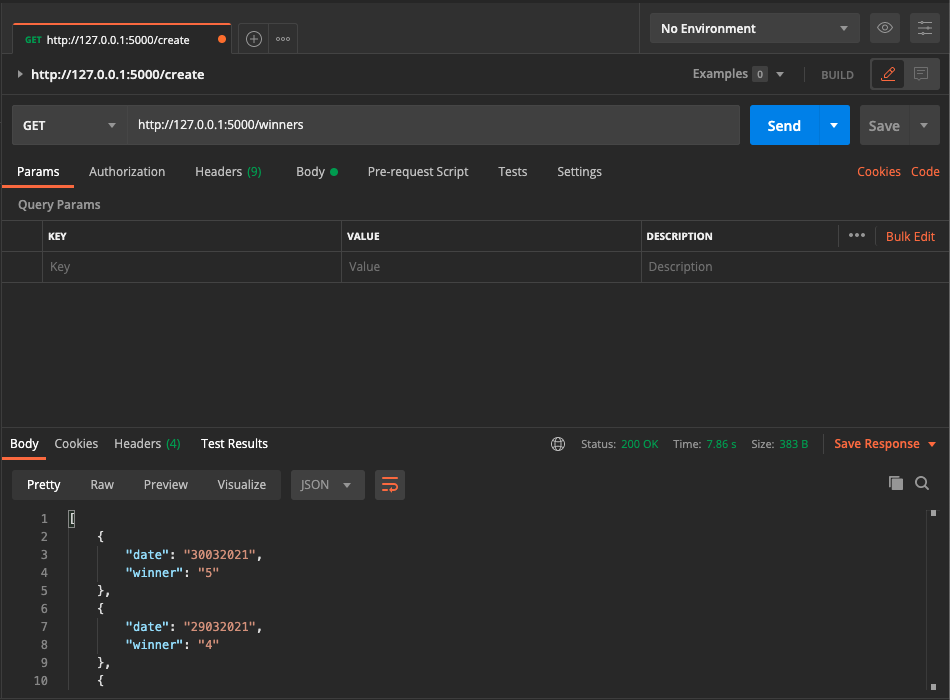 GET http://127.0.0.1:5000/create
No Environment
http://127.0.0.1:5000/create
Examples 0
BUILD
GET
http://127.0.0.1:5000/winners
Send
Save
Params Authorization Headers (9) Body Pre-request Script Tests Settings Cookies Code
Query Params
KEY VALUE DESCRIPTION Bulk Edit
Key Value Description
Body Cookies Headers (4) Test Results Status: 200 OK Time: 7.86 s Size: 383 B Save Response
Pretty Raw Preview Visualize JSON
1 [
2 {
3 "date": "30032021",
4 "winner": "5"
5 },
6 {
7 "date": "29032021",
8 "winner": "4"
9 },
10 {